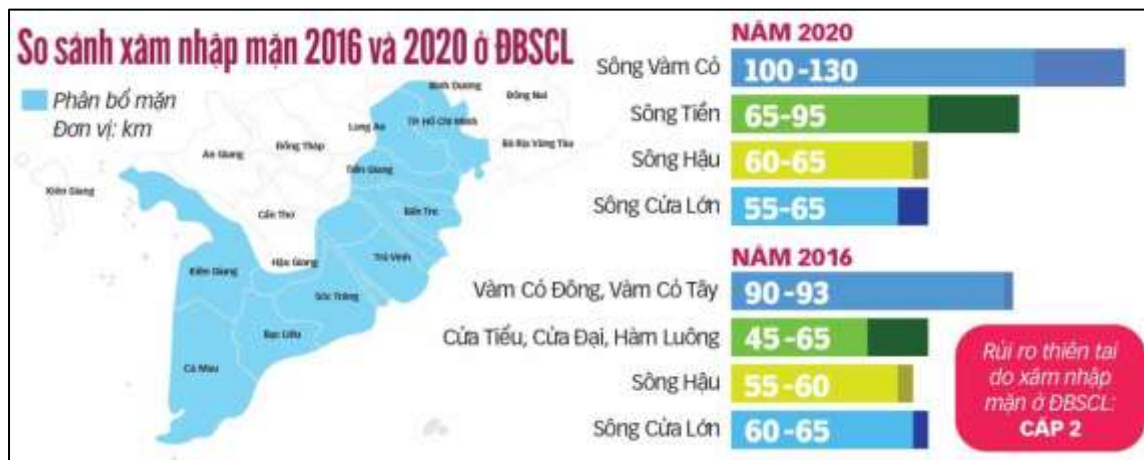 So sánh xâm nhập mặn 2016 và 2020 ở ĐBSCL
Phân bố mặn
Đơn vị: km
Bình Dương
Đồng Nai
TP Hồ Chí Minh
Long An
Bà Rịa Vũng Tàu
An Giang
Đồng Tháp
Tiền Giang
Kiên Giang
Cần Thơ
Bến Tre
Trà Vinh
Hậu Giang
Kiên Giang
Sóc Trăng
Bạc Liêu
Cà Mau
NĂM 2020
Sông Vàm Cỏ 100-130
Sông Tiền 65-95
Sông Hậu 60-65
Sông Cửa Lớn 55-65
NĂM 2016
Vàm Cỏ Đông, Vàm Cỏ Tây 90-93
Cửa Tiểu, Cửa Đại, Hàm Luông 45-65
Sông Hậu 55-60
Sông Cửa Lớn 60-65
Rủi ro thiên tai
do xâm nhập
mặn ở ĐBSCL:
CẤP 2